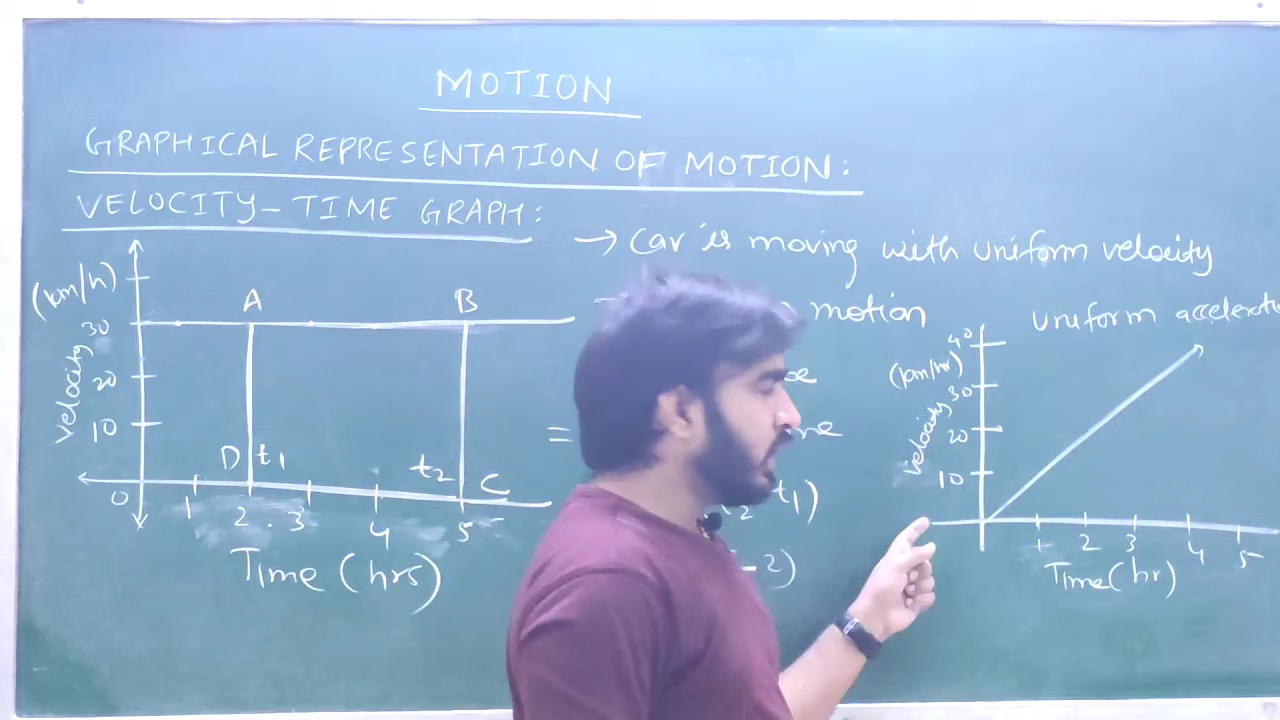 MOTION
GRAPHICAL REPRESENTATION OF MOTION:
VELOCITY-TIME GRAPH:
→ Car is moving with uniform velocity
motion
uniform
(km/h)
velocity
30
20
10
0
A
B
D
t1
t2
C
1
2
3
4
5
Time (hrs)
=
t1)
2)
(km/hr)
velocity
40
30
20
10
1
2
3
4
5
Time (hr)